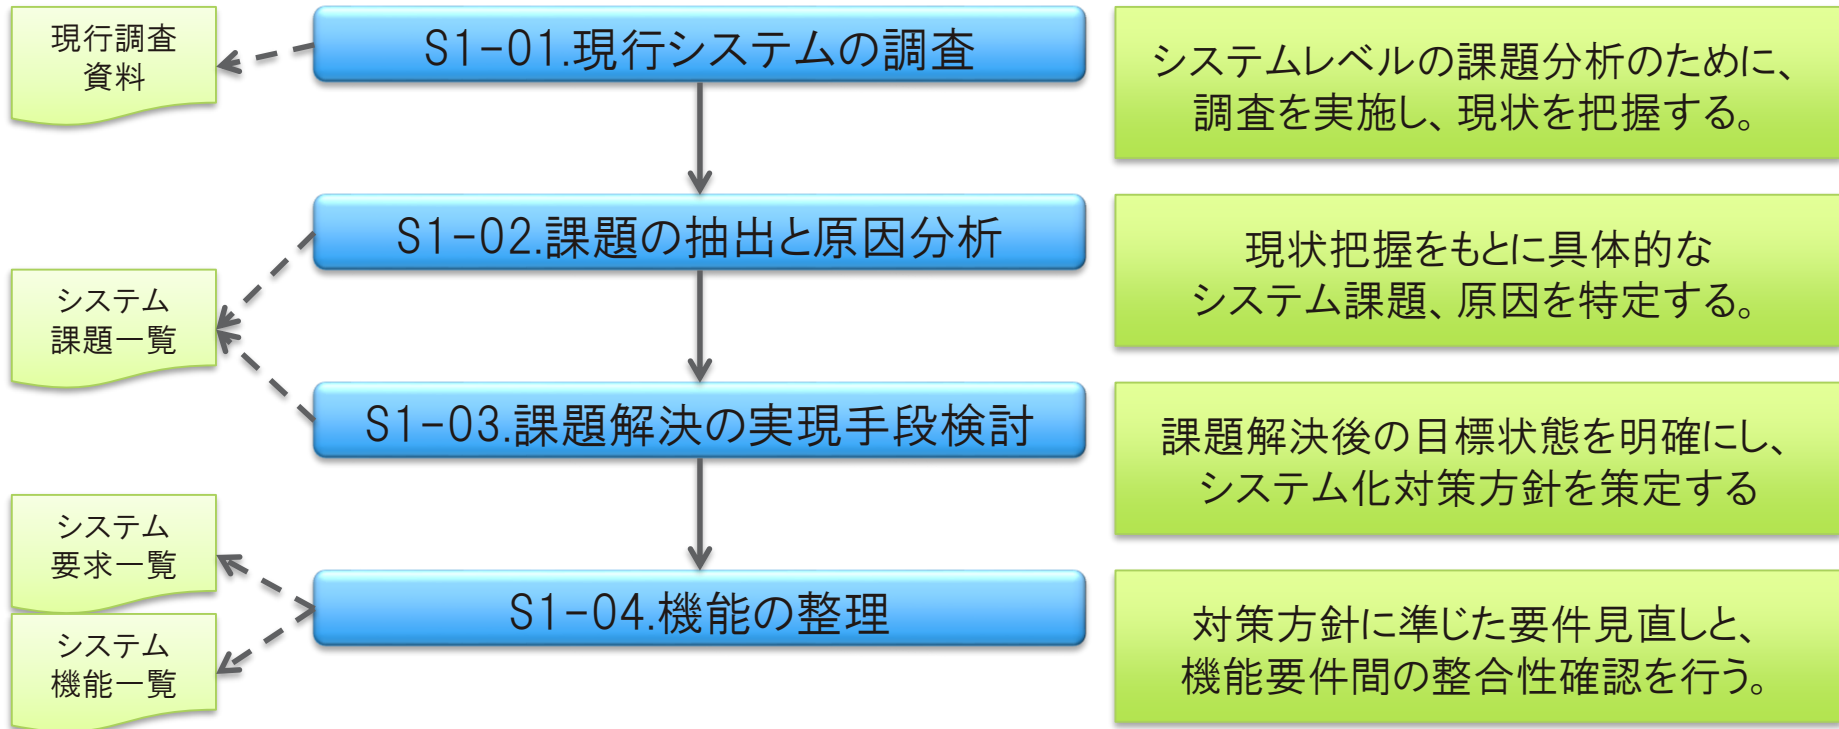 現行調査
資料
S1-01.現行システムの調査
システムレベルの課題分析のために、
調査を実施し、現状を把握する。
S1-02.課題の抽出と原因分析
現状把握をもとに具体的な
システム課題、原因を特定する。
システム
課題一覧
S1-03.課題解決の実現手段検討
課題解決後の目標状態を明確にし、
システム化対策方針を策定する
システム
要求一覧
S1-04.機能の整理
対策方針に準じた要件見直しと、
機能要件間の整合性確認を行う。
システム
機能一覧